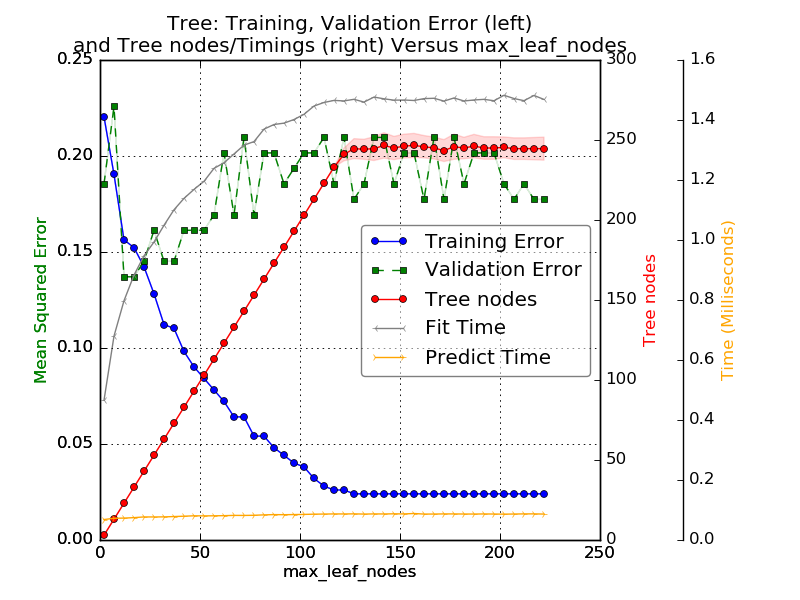 Tree: Training, Validation Error (left)
and Tree nodes/Timings (right) Versus max_leaf_nodes
0.25
0.20
0.15
0.10
0.05
0.00
Mean Squared Error
0
50
100
150
200
250
max_leaf_nodes
Training Error
Validation Error
Tree nodes
Fit Time
Predict Time
300
250
200
150
100
50
0
Tree nodes
1.6
1.4
1.2
1.0
0.8
0.6
0.4
0.2
0.0
Time (Milliseconds)